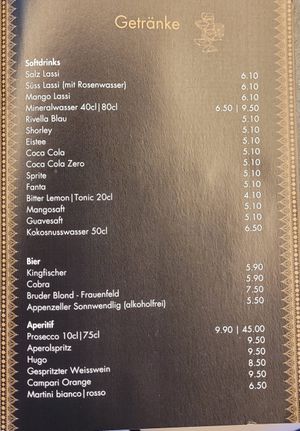 Getränke
Softdrinks
Salz Lassi 6.10
Süss Lassi (mit Rosenwasser) 6.10
Mango Lassi 6.10
Mineralwasser 40cl|80cl 6.50 | 9.50
Rivella Blau 5.10
Shorley 5.10
Eistee 5.10
Coca Cola 5.10
Coca Cola Zero 5.10
Sprite 5.10
Fanta 5.10
Bitter Lemon|Tonic 20cl 4.10
Mangosaft 5.10
Guavesaft 5.10
Kokosnusswasser 50cl 6.50
Bier
Kingfischer 5.90
Cobra 5.90
Bruder Blond - Frauenfeld 7.50
Appenzeller Sonnwendlig (alkoholfrei) 5.50
Aperitif
Prosecco 10cl|75cl 9.90 | 45.00
Aperolspritz 9.50
Hugo 9.50
Gespritzter Weisswein 8.50
Campari Orange 9.50
Martini bianco|rosso 6.50